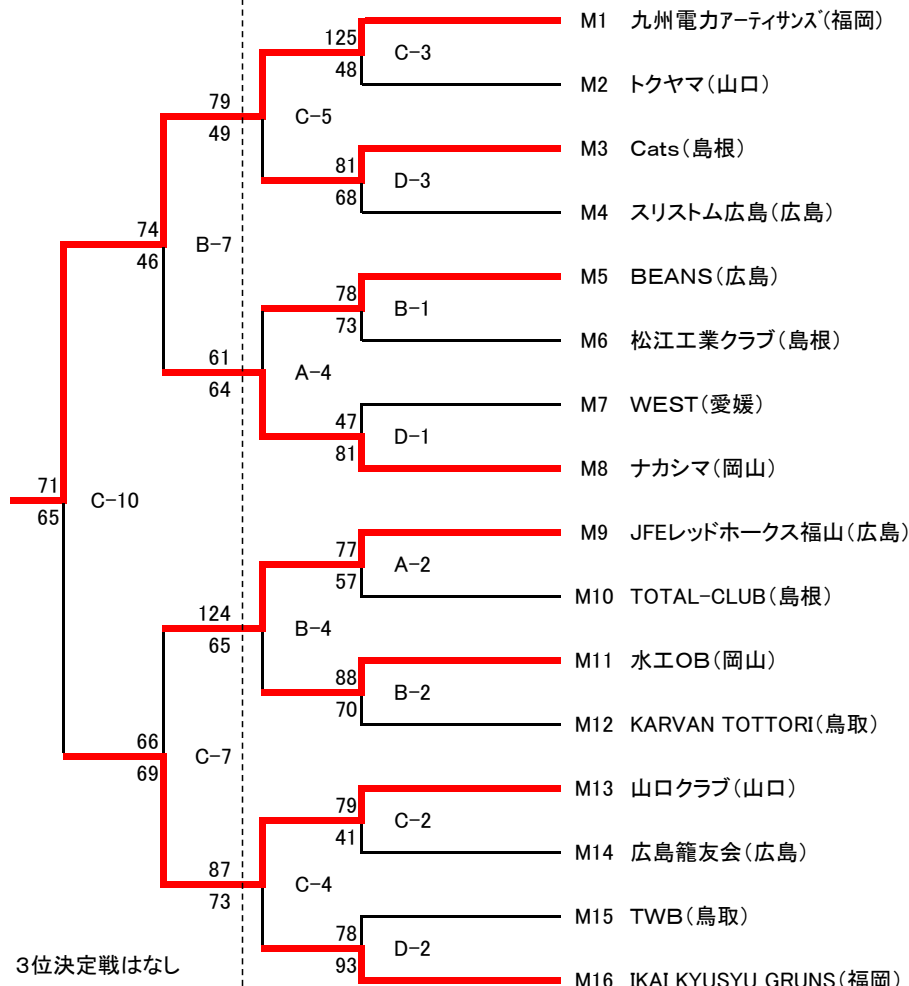 M1 九州電力アーティサンズ(福岡)
125
C-3
48
M2 トクヤマ(山口)
79
C-5
49
M3 Cats(島根)
81
D-3
68
M4 スリストム広島(広島)
74
B-7
46
M5 BEANS(広島)
78
B-1
73
M6 松江工業クラブ(島根)
61
A-4
64
M7 WEST(愛媛)
47
D-1
81
M8 ナカシマ(岡山)
71
C-10
65
M9 JFEレッドホークス福山(広島)
77
A-2
57
M10 TOTAL-CLUB(島根)
124
B-4
65
M11 水工OB(岡山)
88
B-2
70
M12 KARVAN TOTTORI(鳥取)
66
C-7
69
M13 山口クラブ(山口)
79
C-2
41
M14 広島籠友会(広島)
87
C-4
73
M15 TWB(鳥取)
78
D-2
93
M16 IKAI KYUSYU GRUNS(福岡)
3位決定戦はなし